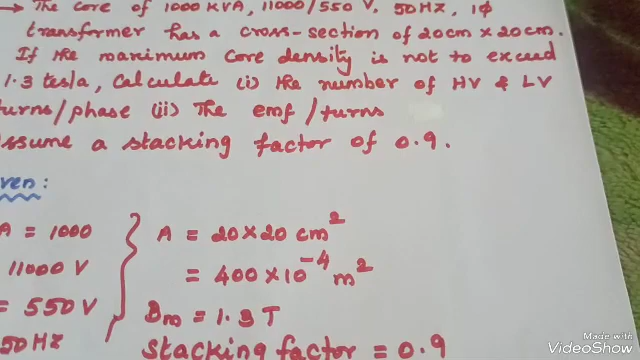 → The core of 1000 KVA, 11000/550 V, 50Hz, 1ϕ
transformer has a cross-section of 20cm × 20cm.
If the maximum core density is not to exceed
1.3 tesla, calculate (i) the number of HV & LV
turns/phase (ii) The emf/turns
Assume a stacking factor of 0.9.
ven:
A = 1000
11000 V
= 550 V
50 Hz
A = 20×20 cm²
= 400 × 10⁻⁴ m²
Bm = 1.3 T
stacking factor = 0.9
Made with
VideoShow